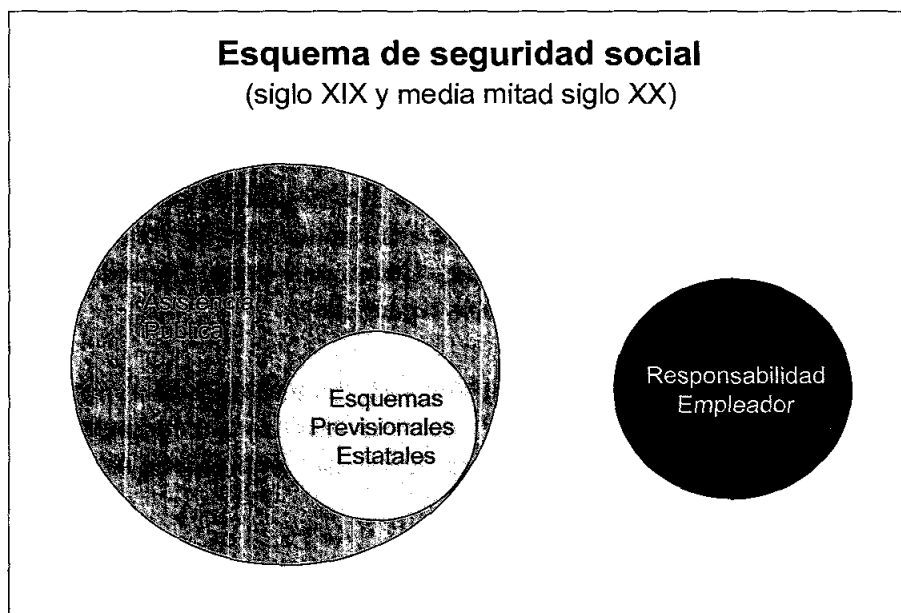 Esquema de seguridad social
(siglo XIX y media mitad siglo XX)
Asistencia
Pública
Esquemas
Previsionales
Estatales
Responsabilidad
Empleador